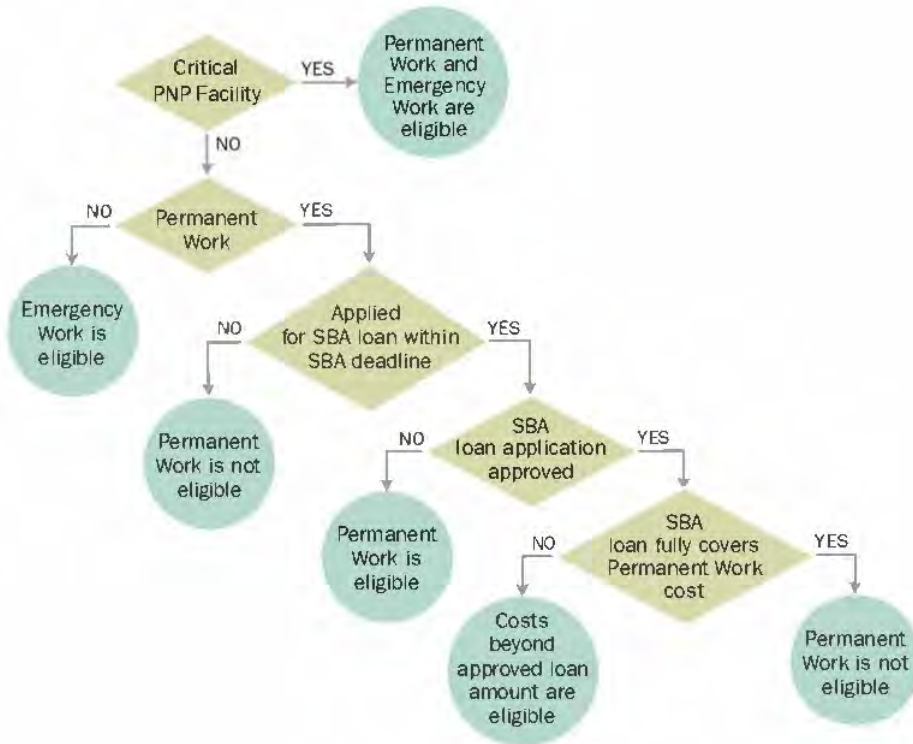 Critical
PNP Facility
YES
Permanent
Work and
Emergency
Work are
eligible
NO
NO
Permanent
Work
YES
Emergency
Work is
eligible
NO
Applied
for SBA loan within
SBA deadline
YES
Permanent
Work is not
eligible
NO
SBA
loan application
approved
YES
Permanent
Work is
eligible
NO
SBA
loan fully covers
Permanent Work
cost
YES
Costs
beyond
approved loan
amount are
eligible
Permanent
Work is not
eligible